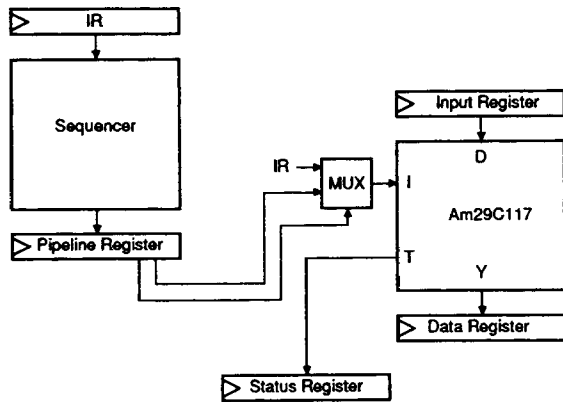 IR
Sequencer
Pipeline Register
IR
MUX
Input Register
D
I
Am29C117
T
Y
Data Register
Status Register